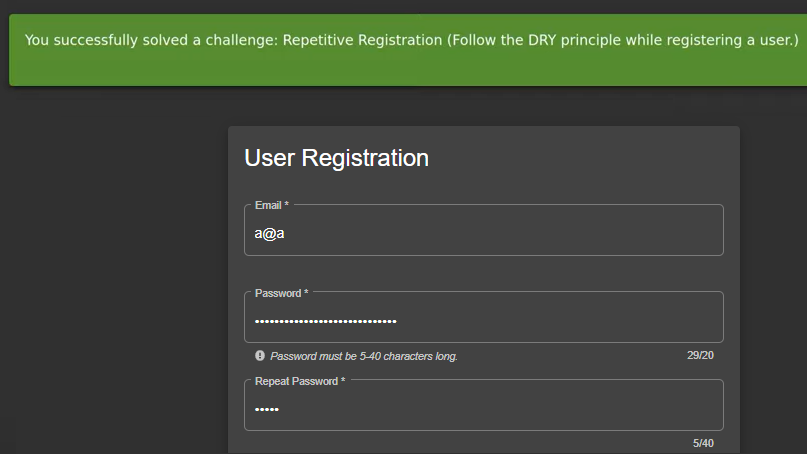 You successfully solved a challenge: Repetitive Registration (Follow the DRY principle while registering a user.)
User Registration
Email *
a@a
Password *
•••••••••••••••••••••••••••••
Password must be 5-40 characters long. 29/20
Repeat Password *
•••••
5/40